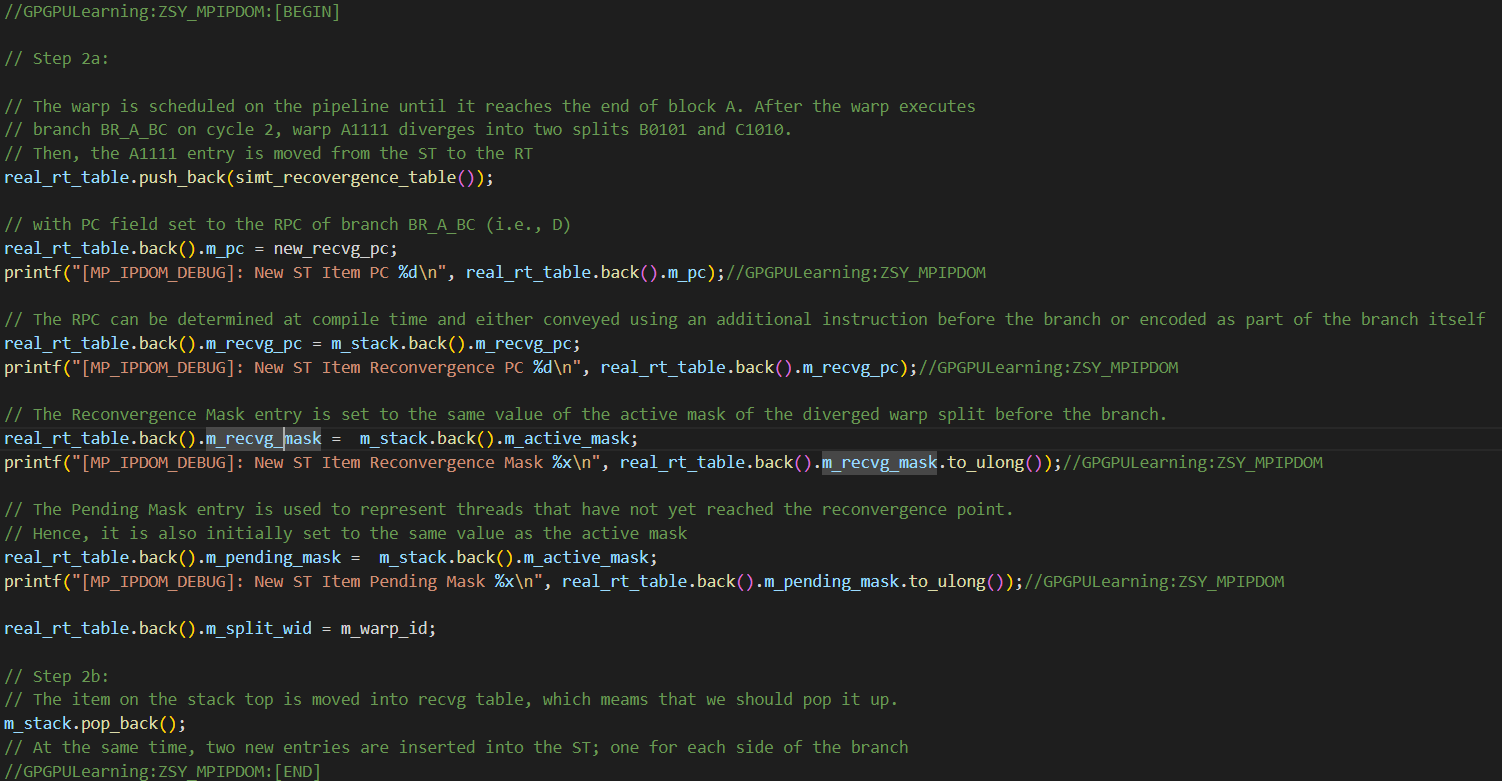 //GPGPULearning:ZSY_MPIPDOM:[BEGIN]
// Step 2a:
// The warp is scheduled on the pipeline until it reaches the end of block A. After the warp executes
// branch BR_A_BC on cycle 2, warp A1111 diverges into two splits B0101 and C1010.
// Then, the A1111 entry is moved from the ST to the RT
real_rt_table.push_back(simt_recovergence_table());
// with PC field set to the RPC of branch BR_A_BC (i.e., D)
real_rt_table.back().m_pc = new_recvg_pc;
printf("[MP_IPDOM_DEBUG]: New ST Item PC %d\n", real_rt_table.back().m_pc);//GPGPULearning:ZSY_MPIPDOM
// The RPC can be determined at compile time and either conveyed using an additional instruction before the branch or encoded as part of the branch itself
real_rt_table.back().m_recvg_pc = m_stack.back().m_recvg_pc;
printf("[MP_IPDOM_DEBUG]: New ST Item Reconvergence PC %d\n", real_rt_table.back().m_recvg_pc);//GPGPULearning:ZSY_MPIPDOM
// The Reconvergence Mask entry is set to the same value of the active mask of the diverged warp split before the branch.
real_rt_table.back().m_recvg_mask =  m_stack.back().m_active_mask;
printf("[MP_IPDOM_DEBUG]: New ST Item Reconvergence Mask %x\n", real_rt_table.back().m_recvg_mask.to_ulong());//GPGPULearning:ZSY_MPIPDOM
// The Pending Mask entry is used to represent threads that have not yet reached the reconvergence point.
// Hence, it is also initially set to the same value as the active mask
real_rt_table.back().m_pending_mask =  m_stack.back().m_active_mask;
printf("[MP_IPDOM_DEBUG]: New ST Item Pending Mask %x\n", real_rt_table.back().m_pending_mask.to_ulong());//GPGPULearning:ZSY_MPIPDOM
real_rt_table.back().m_split_wid = m_warp_id;
// Step 2b:
// The item on the stack top is moved into recvg table, which meams that we should pop it up.
m_stack.pop_back();
// At the same time, two new entries are inserted into the ST; one for each side of the branch
//GPGPULearning:ZSY_MPIPDOM:[END]